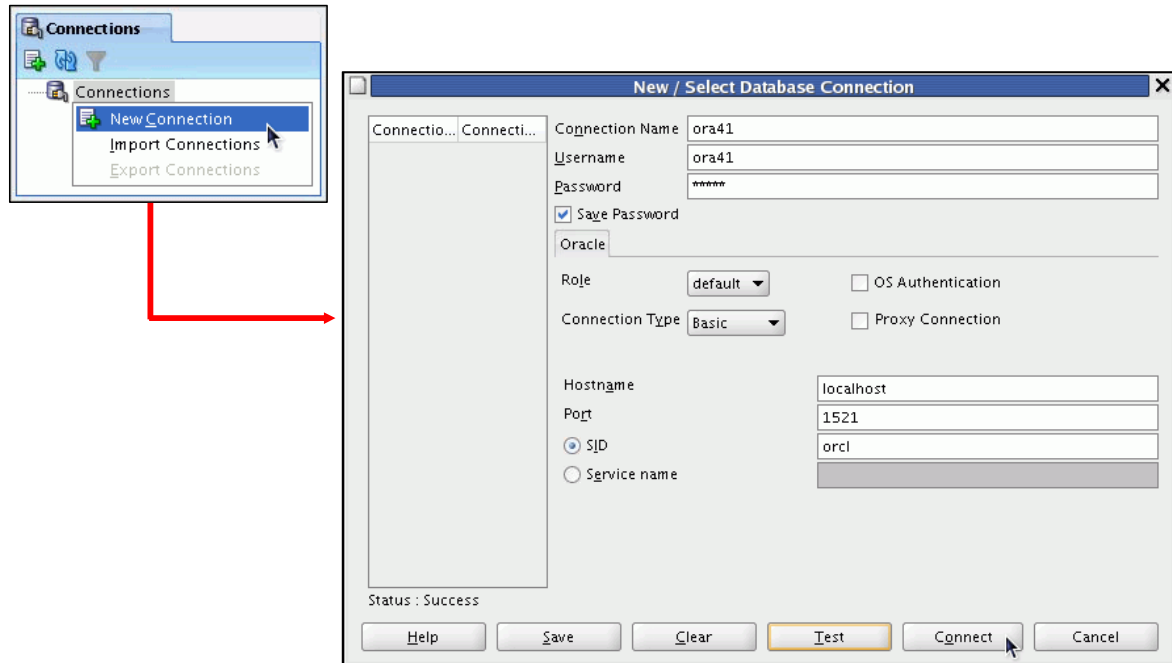 Connections
Connections
New Connection
Import Connections
Export Connections
New / Select Database Connection
Connectio... Connecti...
Connection Name ora41
Username ora41
Password *****
Save Password
Oracle
Role default OS Authentication
Connection Type Basic Proxy Connection
Hostname localhost
Port 1521
SID orcl
Service name
Status : Success
Help Save Clear Test Connect Cancel